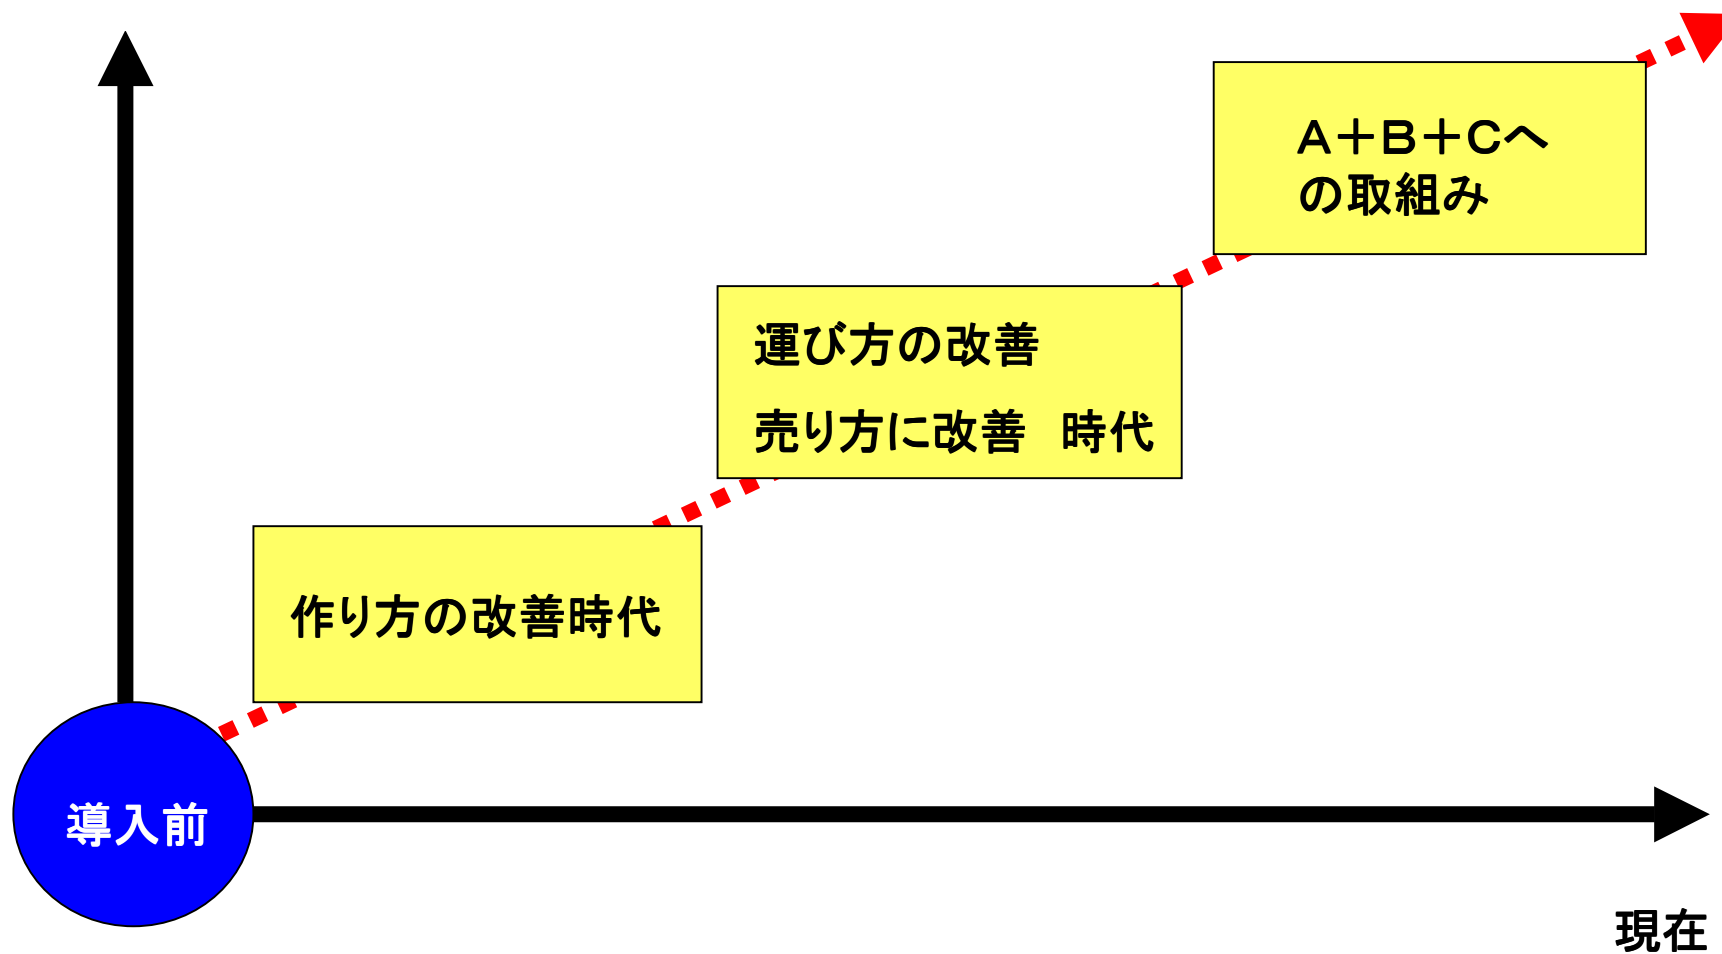 A+B+Cへ
の取組み
運び方の改善
売り方に改善　時代
作り方の改善時代
導入前
現在